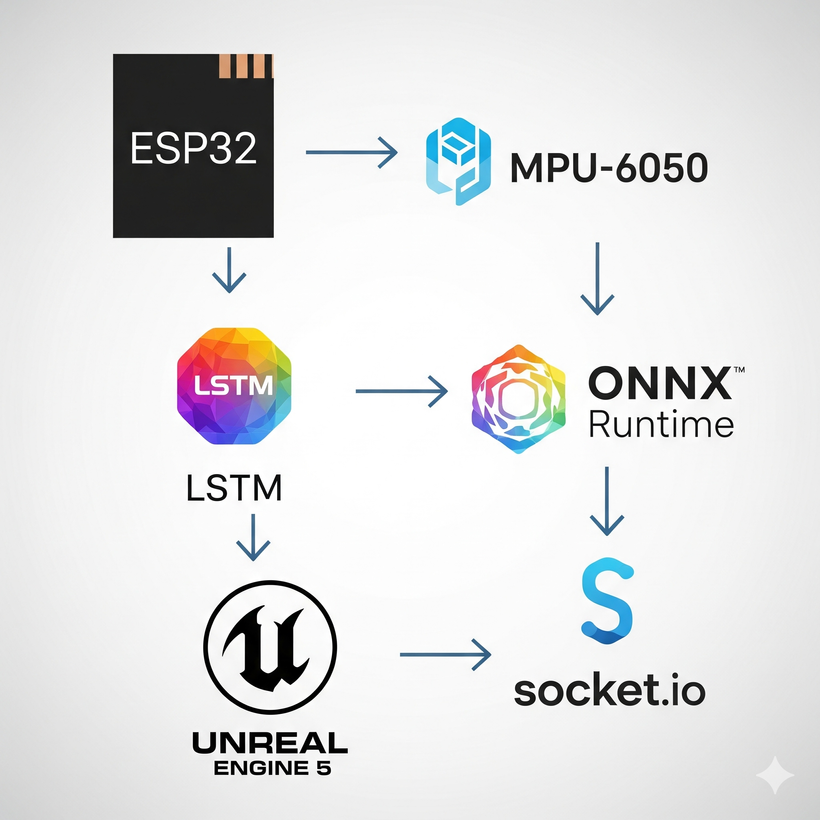 ESP32
MPU-6050
LSTM
LSTM
ONNX™
Runtime
UNREAL
ENGINE 5
socket.io